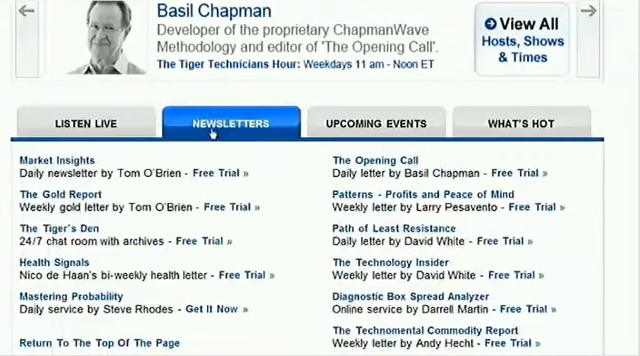 Basil Chapman
Developer of the proprietary ChapmanWave
Methodology and editor of 'The Opening Call'.
The Tiger Technicians Hour: Weekdays 11 am - Noon ET
View All
Hosts, Shows
& Times
LISTEN LIVE
NEWSLETTERS
UPCOMING EVENTS
WHAT'S HOT
Market Insights
Daily newsletter by Tom O'Brien - Free Trial »
The Gold Report
Weekly gold letter by Tom O'Brien - Free Trial »
The Tiger's Den
24/7 chat room with archives - Free Trial »
Health Signals
Nico de Haan's bi-weekly health letter - Free Trial »
Mastering Probability
Daily service by Steve Rhodes - Get It Now »
Return To The Top Of The Page
The Opening Call
Daily letter by Basil Chapman - Free Trial »
Patterns - Profits and Peace of Mind
Weekly letter by Larry Pesavento - Free Trial »
Path of Least Resistance
Daily letter by David White - Free Trial »
The Technology Insider
Weekly letter by David White - Free Trial »
Diagnostic Box Spread Analyzer
Online service by Darrell Martin - Free Trial »
The Technomental Commodity Report
Weekly letter by Andy Hecht - Free Trial »